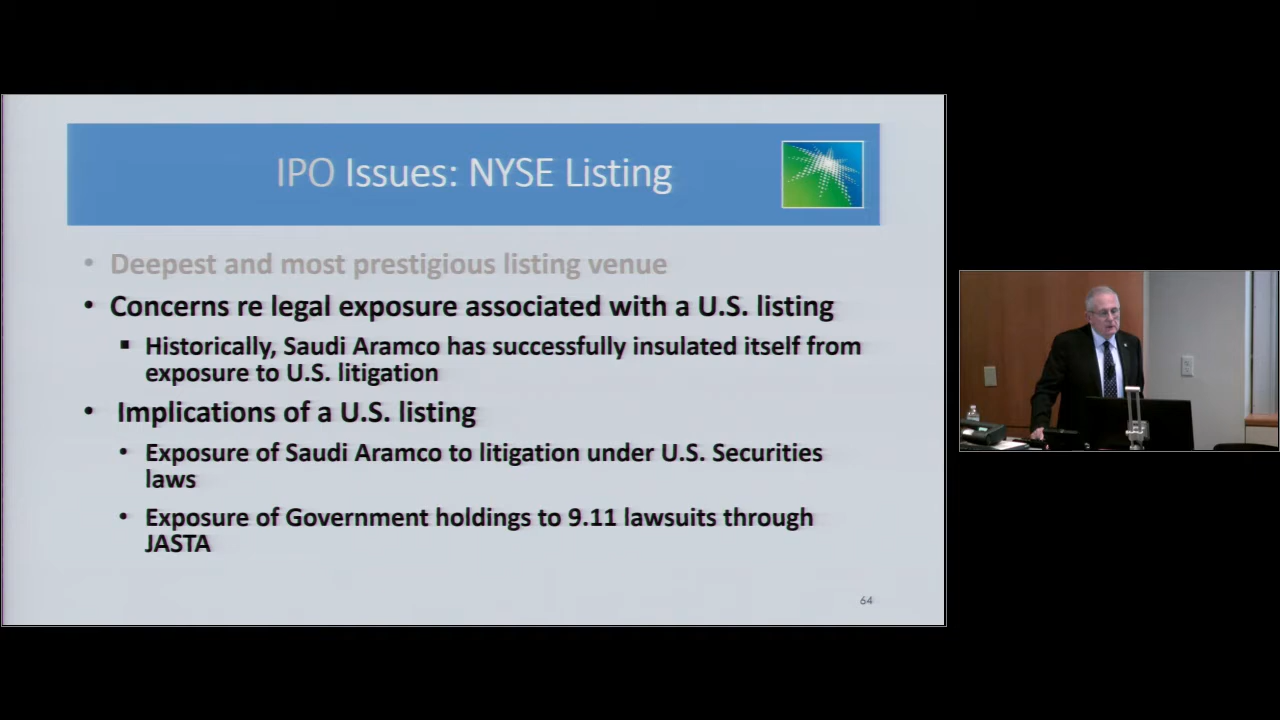 IPO Issues: NYSE Listing
• Deepest and most prestigious listing venue
• Concerns re legal exposure associated with a U.S. listing
▪ Historically, Saudi Aramco has successfully insulated itself from
exposure to U.S. litigation
• Implications of a U.S. listing
• Exposure of Saudi Aramco to litigation under U.S. Securities
laws
• Exposure of Government holdings to 9.11 lawsuits through
JASTA
64